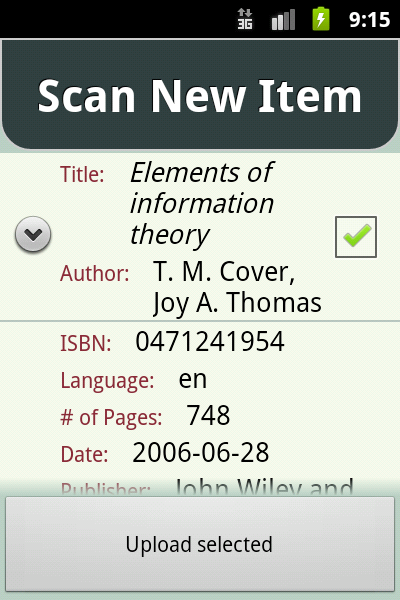 3G
9:15
Scan New Item
Title: Elements of
information
theory
Author: T. M. Cover,
Joy A. Thomas
ISBN: 0471241954
Language: en
# of Pages: 748
Date: 2006-06-28
Publisher: John Wiley and
Upload selected